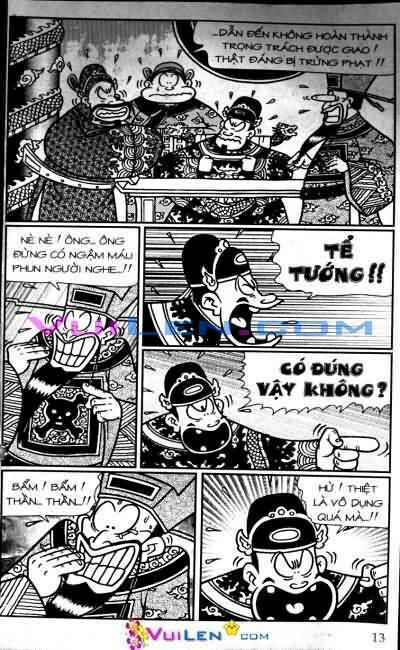 ...DẪN ĐẾN KHÔNG HOÀN THÀNH
TRỌNG TRÁCH ĐƯỢC GIAO!
THẬT ĐÁNG BỊ TRỪNG PHẠT!!
NÈ NÈ! ÔNG... ÔNG
ĐỪNG CÓ NGẬM MÁU
PHUN NGƯỜI NGHE...!!
TỂ
TƯỚNG!!
VuiLen.com
CÓ ĐÚNG
VẬY KHÔNG?
BẨM! BẨM!
THẦN... THẦN...!!
HỪ! THIỆT
LÀ VÔ DỤNG
QUÁ MÀ...!!
13
VuiLen.com